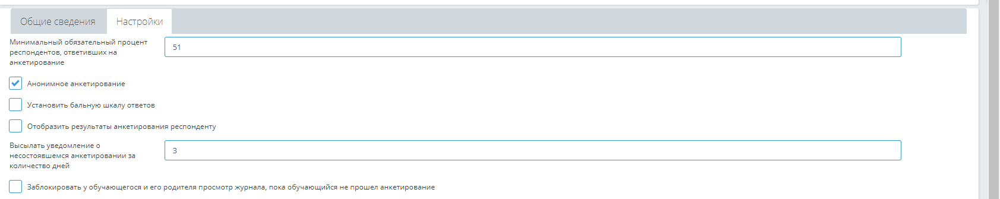 Общие сведения Настройки
Минимальный обязательный процент
респондентов, ответивших на
анкетирование
51
Анонимное анкетирование
Установить бальную шкалу ответов
Отобразить результаты анкетирования респонденту
Высылать уведомление о
несостоявшемся анкетировании за
количество дней
3
Заблокировать у обучающегося и его родителя просмотр журнала, пока обучающийся не прошел анкетирование